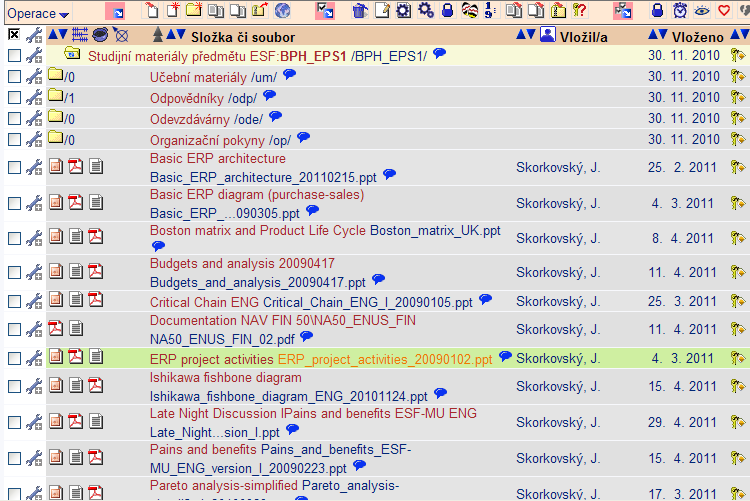 Operace
Složka či soubor Vložil/a Vloženo
Studijní materiály předmětu ESF:BPH_EPS1 /BPH_EPS1/ 30. 11. 2010
/0 Učební materiály /um/ 30. 11. 2010
/1 Odpovědníky /odp/ 30. 11. 2010
/0 Odevzdávárny /ode/ 30. 11. 2010
/0 Organizační pokyny /op/ 30. 11. 2010
Basic ERP architecture
Basic_ERP_architecture_20110215.ppt Skorkovský, J. 25. 2. 2011
Basic ERP diagram (purchase-sales)
Basic_ERP_...090305.ppt Skorkovský, J. 4. 3. 2011
Boston matrix and Product Life Cycle Boston_matrix_UK.ppt
Skorkovský, J. 8. 4. 2011
Budgets and analysis 20090417
Budgets_and_analysis_20090417.ppt Skorkovský, J. 11. 4. 2011
Critical Chain ENG Critical_Chain_ENG_I_20090105.ppt Skorkovský, J. 25. 3. 2011
Documentation NAV FIN 50\NA50_ENUS_FIN
NA50_ENUS_FIN_02.pdf Skorkovský, J. 11. 4. 2011
ERP project activities ERP_project_activities_20090102.ppt Skorkovský, J. 4. 3. 2011
Ishikawa fishbone diagram
Ishikawa_fishbone_diagram_ENG_20101124.ppt Skorkovský, J. 15. 4. 2011
Late Night Discussion IPains and benefits ESF-MU ENG
Late_Night...sion_I.ppt Skorkovský, J. 29. 4. 2011
Pains and benefits Pains_and_benefits_ESF-
MU_ENG_version_I_20090223.ppt Skorkovský, J. 15. 4. 2011
Pareto analysis-simplified Pareto_analysis-
Skorkovský, J. 17. 3. 2011